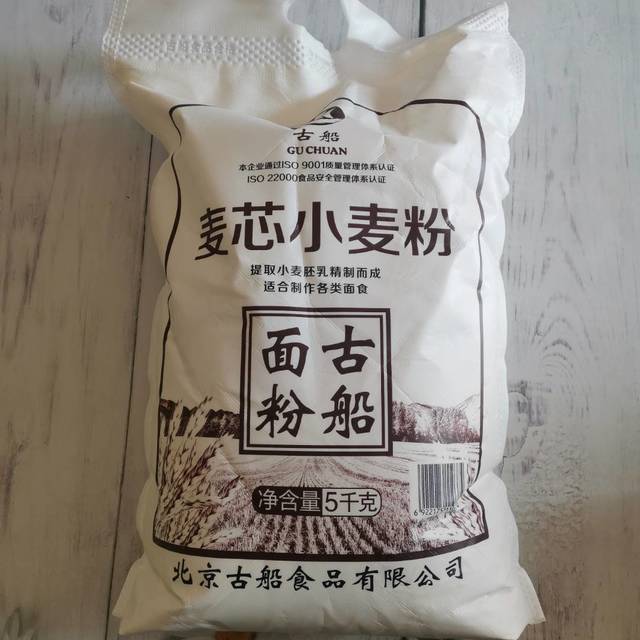 古船
GU CHUAN
本企业通过ISO 9001质量管理体系认证
ISO 22000食品安全管理体系认证
麦芯小麦粉
提取小麦胚乳精制而成
适合制作各类面食
古船
面粉
净含量5千克
北京古船食品有限公司